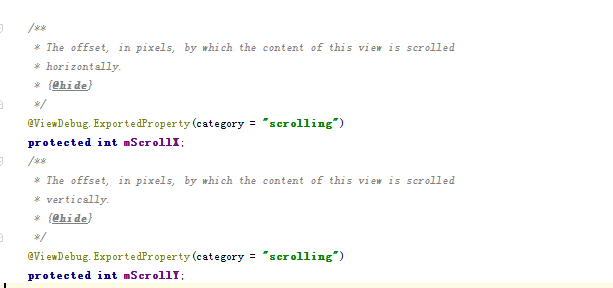 /**
* The offset, in pixels, by which the content of this view is scrolled
* horizontally.
* {@hide}
*/
@ViewDebug.ExportedProperty(category = "scrolling")
protected int mScrollX;
/**
* The offset, in pixels, by which the content of this view is scrolled
* vertically.
* {@hide}
*/
@ViewDebug.ExportedProperty(category = "scrolling")
protected int mScrollY;